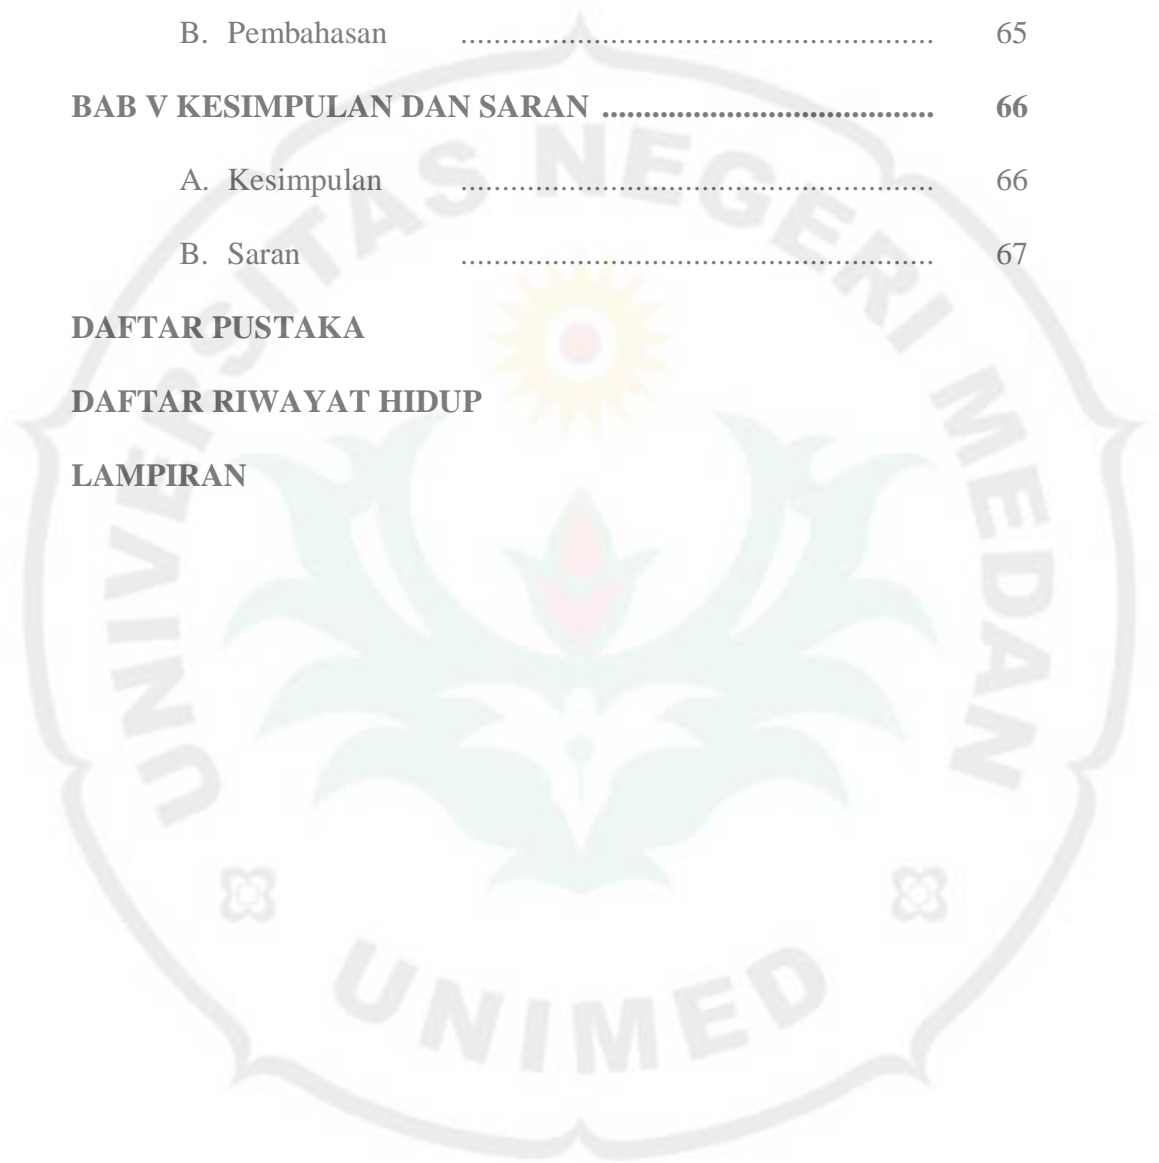 B. Pembahasan ........................................................ 65
BAB V KESIMPULAN DAN SARAN ........................................ 66
A. Kesimpulan ........................................................ 66
B. Saran ........................................................ 67
DAFTAR PUSTAKA
DAFTAR RIWAYAT HIDUP
LAMPIRAN
UNIVERSITAS NEGERI MEDAN
UNIMED